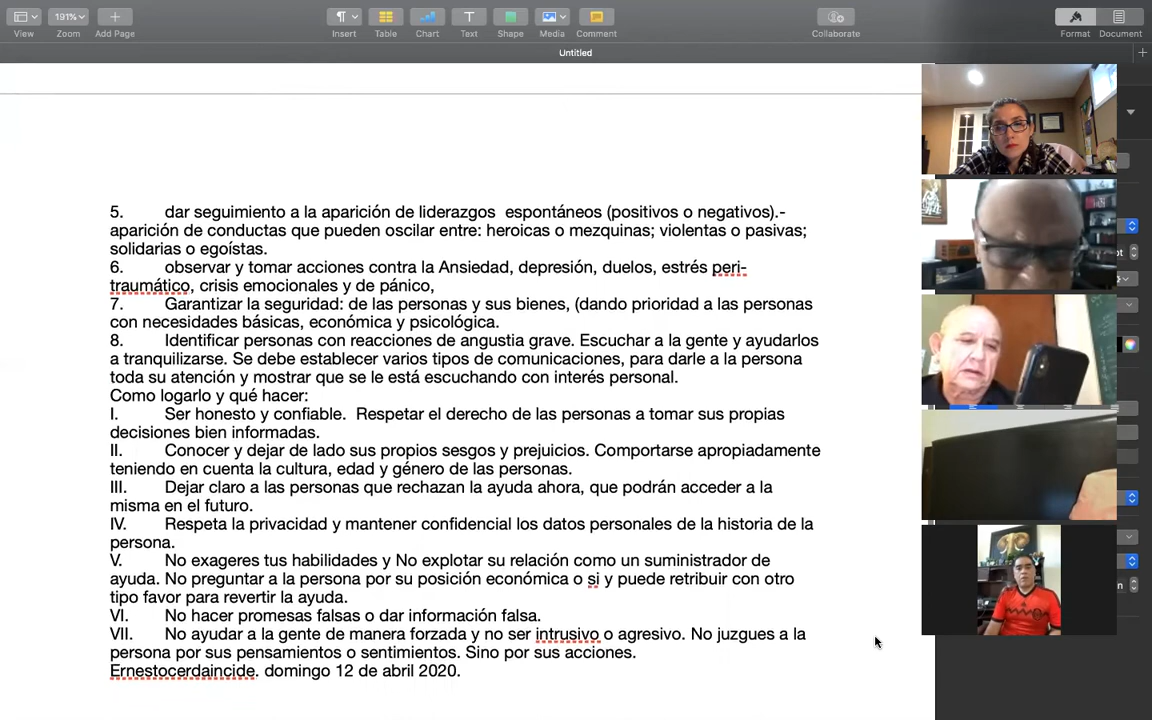 View
191%
Zoom
Add Page
Insert
Table
Chart
Text
Shape
Media
Comment
Collaborate
Format
Document
Untitled
5. dar seguimiento a la aparición de liderazgos espontáneos (positivos o negativos).-
aparición de conductas que pueden oscilar entre: heroicas o mezquinas; violentas o pasivas;
solidarias o egoístas.
6. observar y tomar acciones contra la Ansiedad, depresión, duelos, estrés peri-
traumático, crisis emocionales y de pánico,
7. Garantizar la seguridad: de las personas y sus bienes, (dando prioridad a las personas
con necesidades básicas, económica y psicológica.
8. Identificar personas con reacciones de angustia grave. Escuchar a la gente y ayudarlos
a tranquilizarse. Se debe establecer varios tipos de comunicaciones, para darle a la persona
toda su atención y mostrar que se le está escuchando con interés personal.
Como logarlo y qué hacer:
I. Ser honesto y confiable. Respetar el derecho de las personas a tomar sus propias
decisiones bien informadas.
II. Conocer y dejar de lado sus propios sesgos y prejuicios. Comportarse apropiadamente
teniendo en cuenta la cultura, edad y género de las personas.
III. Dejar claro a las personas que rechazan la ayuda ahora, que podrán acceder a la
misma en el futuro.
IV. Respeta la privacidad y mantener confidencial los datos personales de la historia de la
persona.
V. No exageres tus habilidades y No explotar su relación como un suministrador de
ayuda. No preguntar a la persona por su posición económica o si y puede retribuir con otro
tipo favor para revertir la ayuda.
VI. No hacer promesas falsas o dar información falsa.
VII. No ayudar a la gente de manera forzada y no ser intrusivo o agresivo. No juzgues a la
persona por sus pensamientos o sentimientos. Sino por sus acciones.
Ernestocerdaincide. domingo 12 de abril 2020.